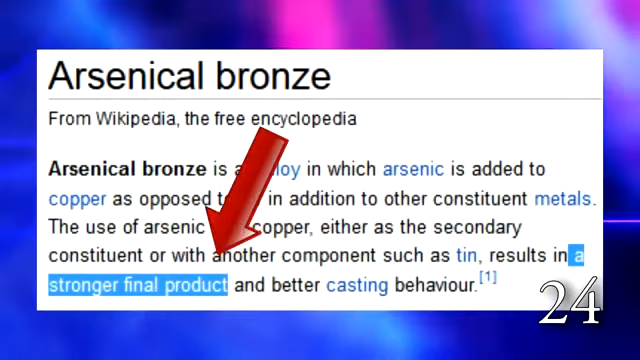 Arsenical bronze
From Wikipedia, the free encyclopedia
Arsenical bronze is in which arsenic is added to
copper as opposed in addition to other constituent metals.
The use of arsenic copper, either as the secondary
constituent or with another component such as tin, results in a
stronger final product and better casting behaviour.[1]
24